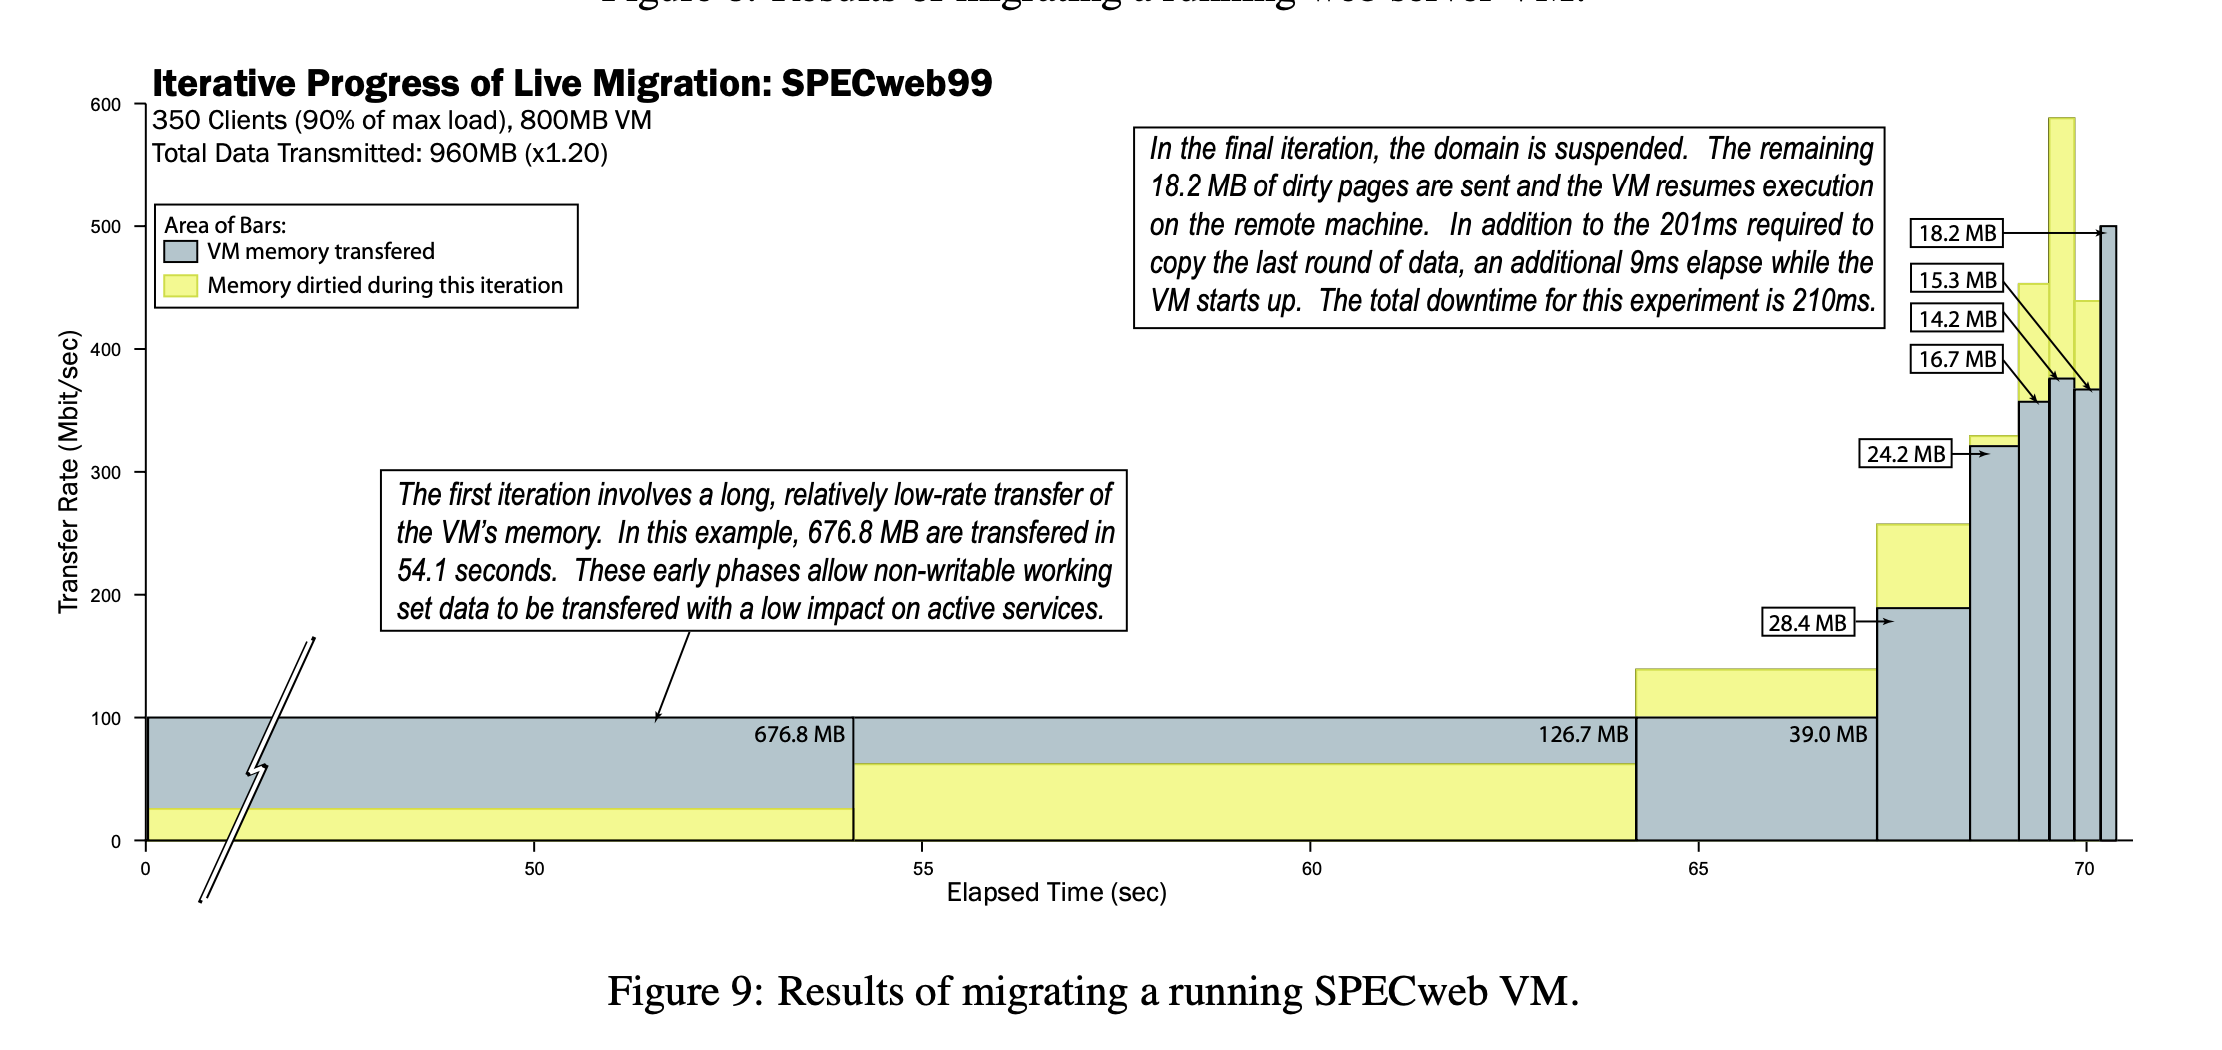 Figure 8: Results of migrating a running web server VM.
Iterative Progress of Live Migration: SPECweb99
350 Clients (90% of max load), 800MB VM
Total Data Transmitted: 960MB (x1.20)
Area of Bars:
VM memory transfered
Memory dirtied during this iteration
In the final iteration, the domain is suspended. The remaining
18.2 MB of dirty pages are sent and the VM resumes execution
on the remote machine. In addition to the 201ms required to
copy the last round of data, an additional 9ms elapse while the
VM starts up. The total downtime for this experiment is 210ms.
18.2 MB
15.3 MB
14.2 MB
16.7 MB
24.2 MB
28.4 MB
The first iteration involves a long, relatively low-rate transfer of
the VM's memory. In this example, 676.8 MB are transfered in
54.1 seconds. These early phases allow non-writable working
set data to be transfered with a low impact on active services.
676.8 MB
126.7 MB
39.0 MB
Transfer Rate (Mbit/sec)
600
500
400
300
200
100
0
0
50
55
60
65
70
Elapsed Time (sec)
Figure 9: Results of migrating a running SPECweb VM.